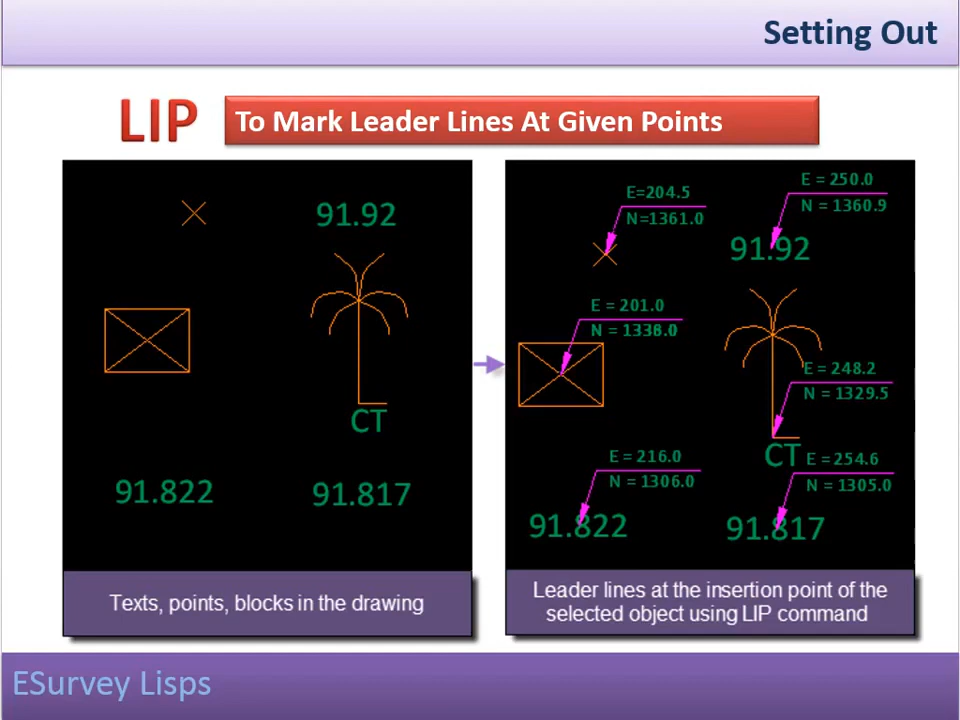 Setting Out
LIP
To Mark Leader Lines At Given Points
91.92
CT
91.822
91.817
Texts, points, blocks in the drawing
E=204.5
N=1361.0
E = 250.0
N = 1360.9
91.92
E = 201.0
N = 1338.0
E = 248.2
N = 1329.5
CT
E = 216.0
N = 1306.0
91.822
E = 254.6
N = 1305.0
91.817
Leader lines at the insertion point of the
selected object using LIP command
ESurvey Lisps